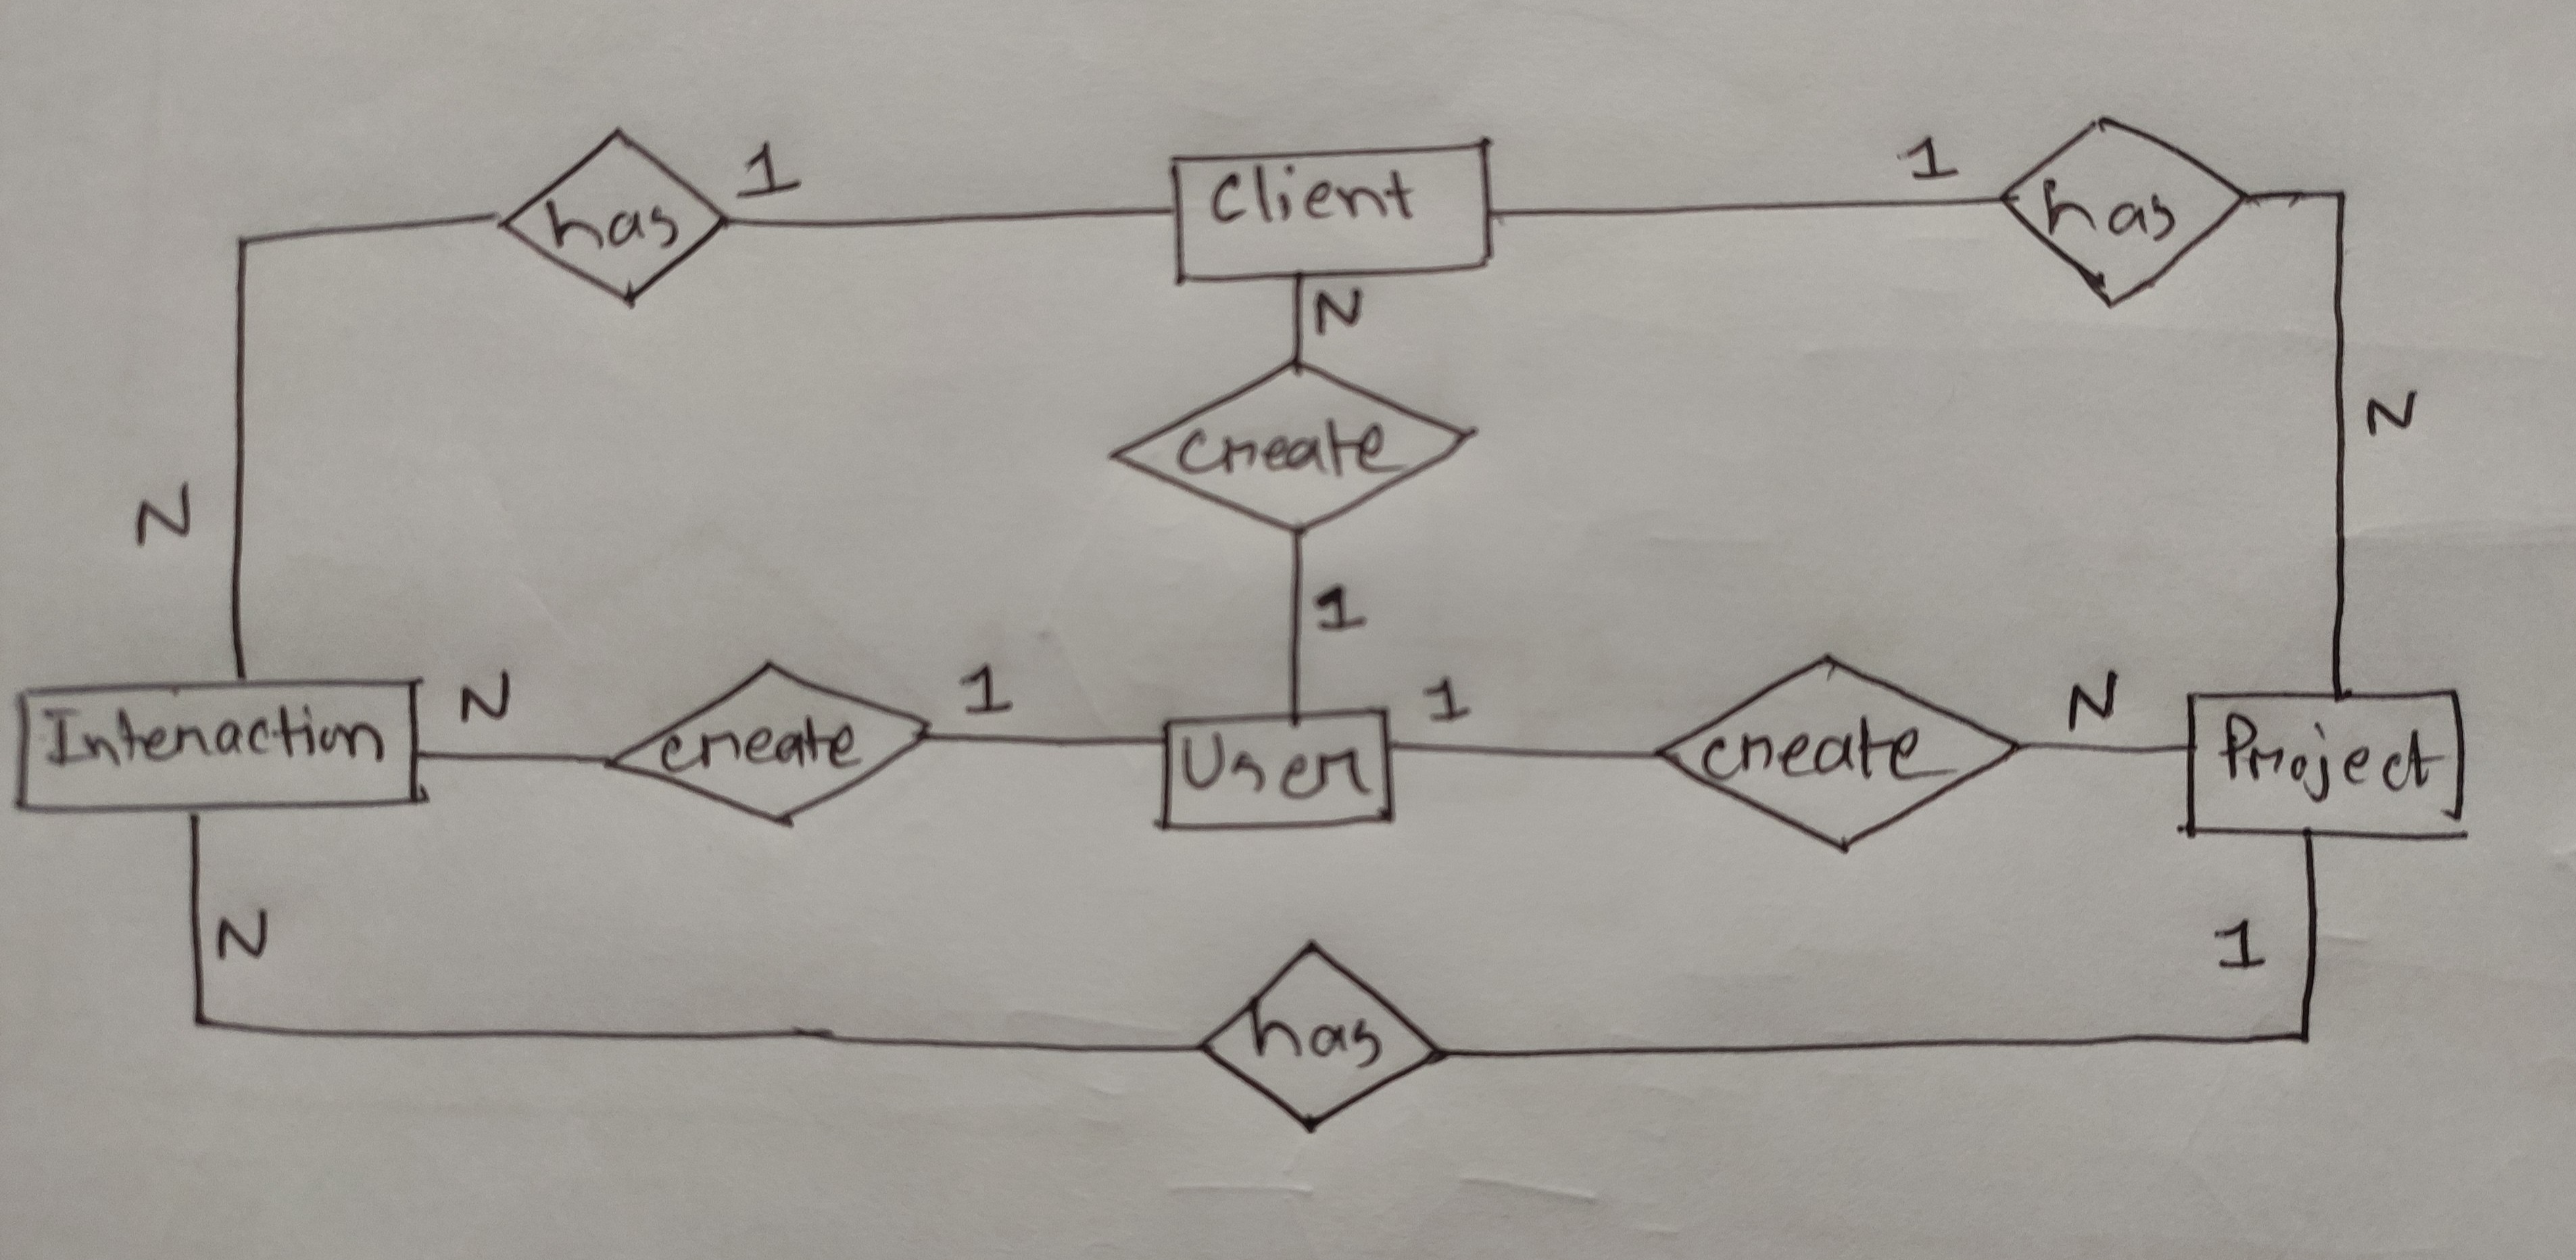 has
1
Client
1
has
N
create
N
N
1
Interaction
N
create
1
User
1
create
N
Project
N
1
has